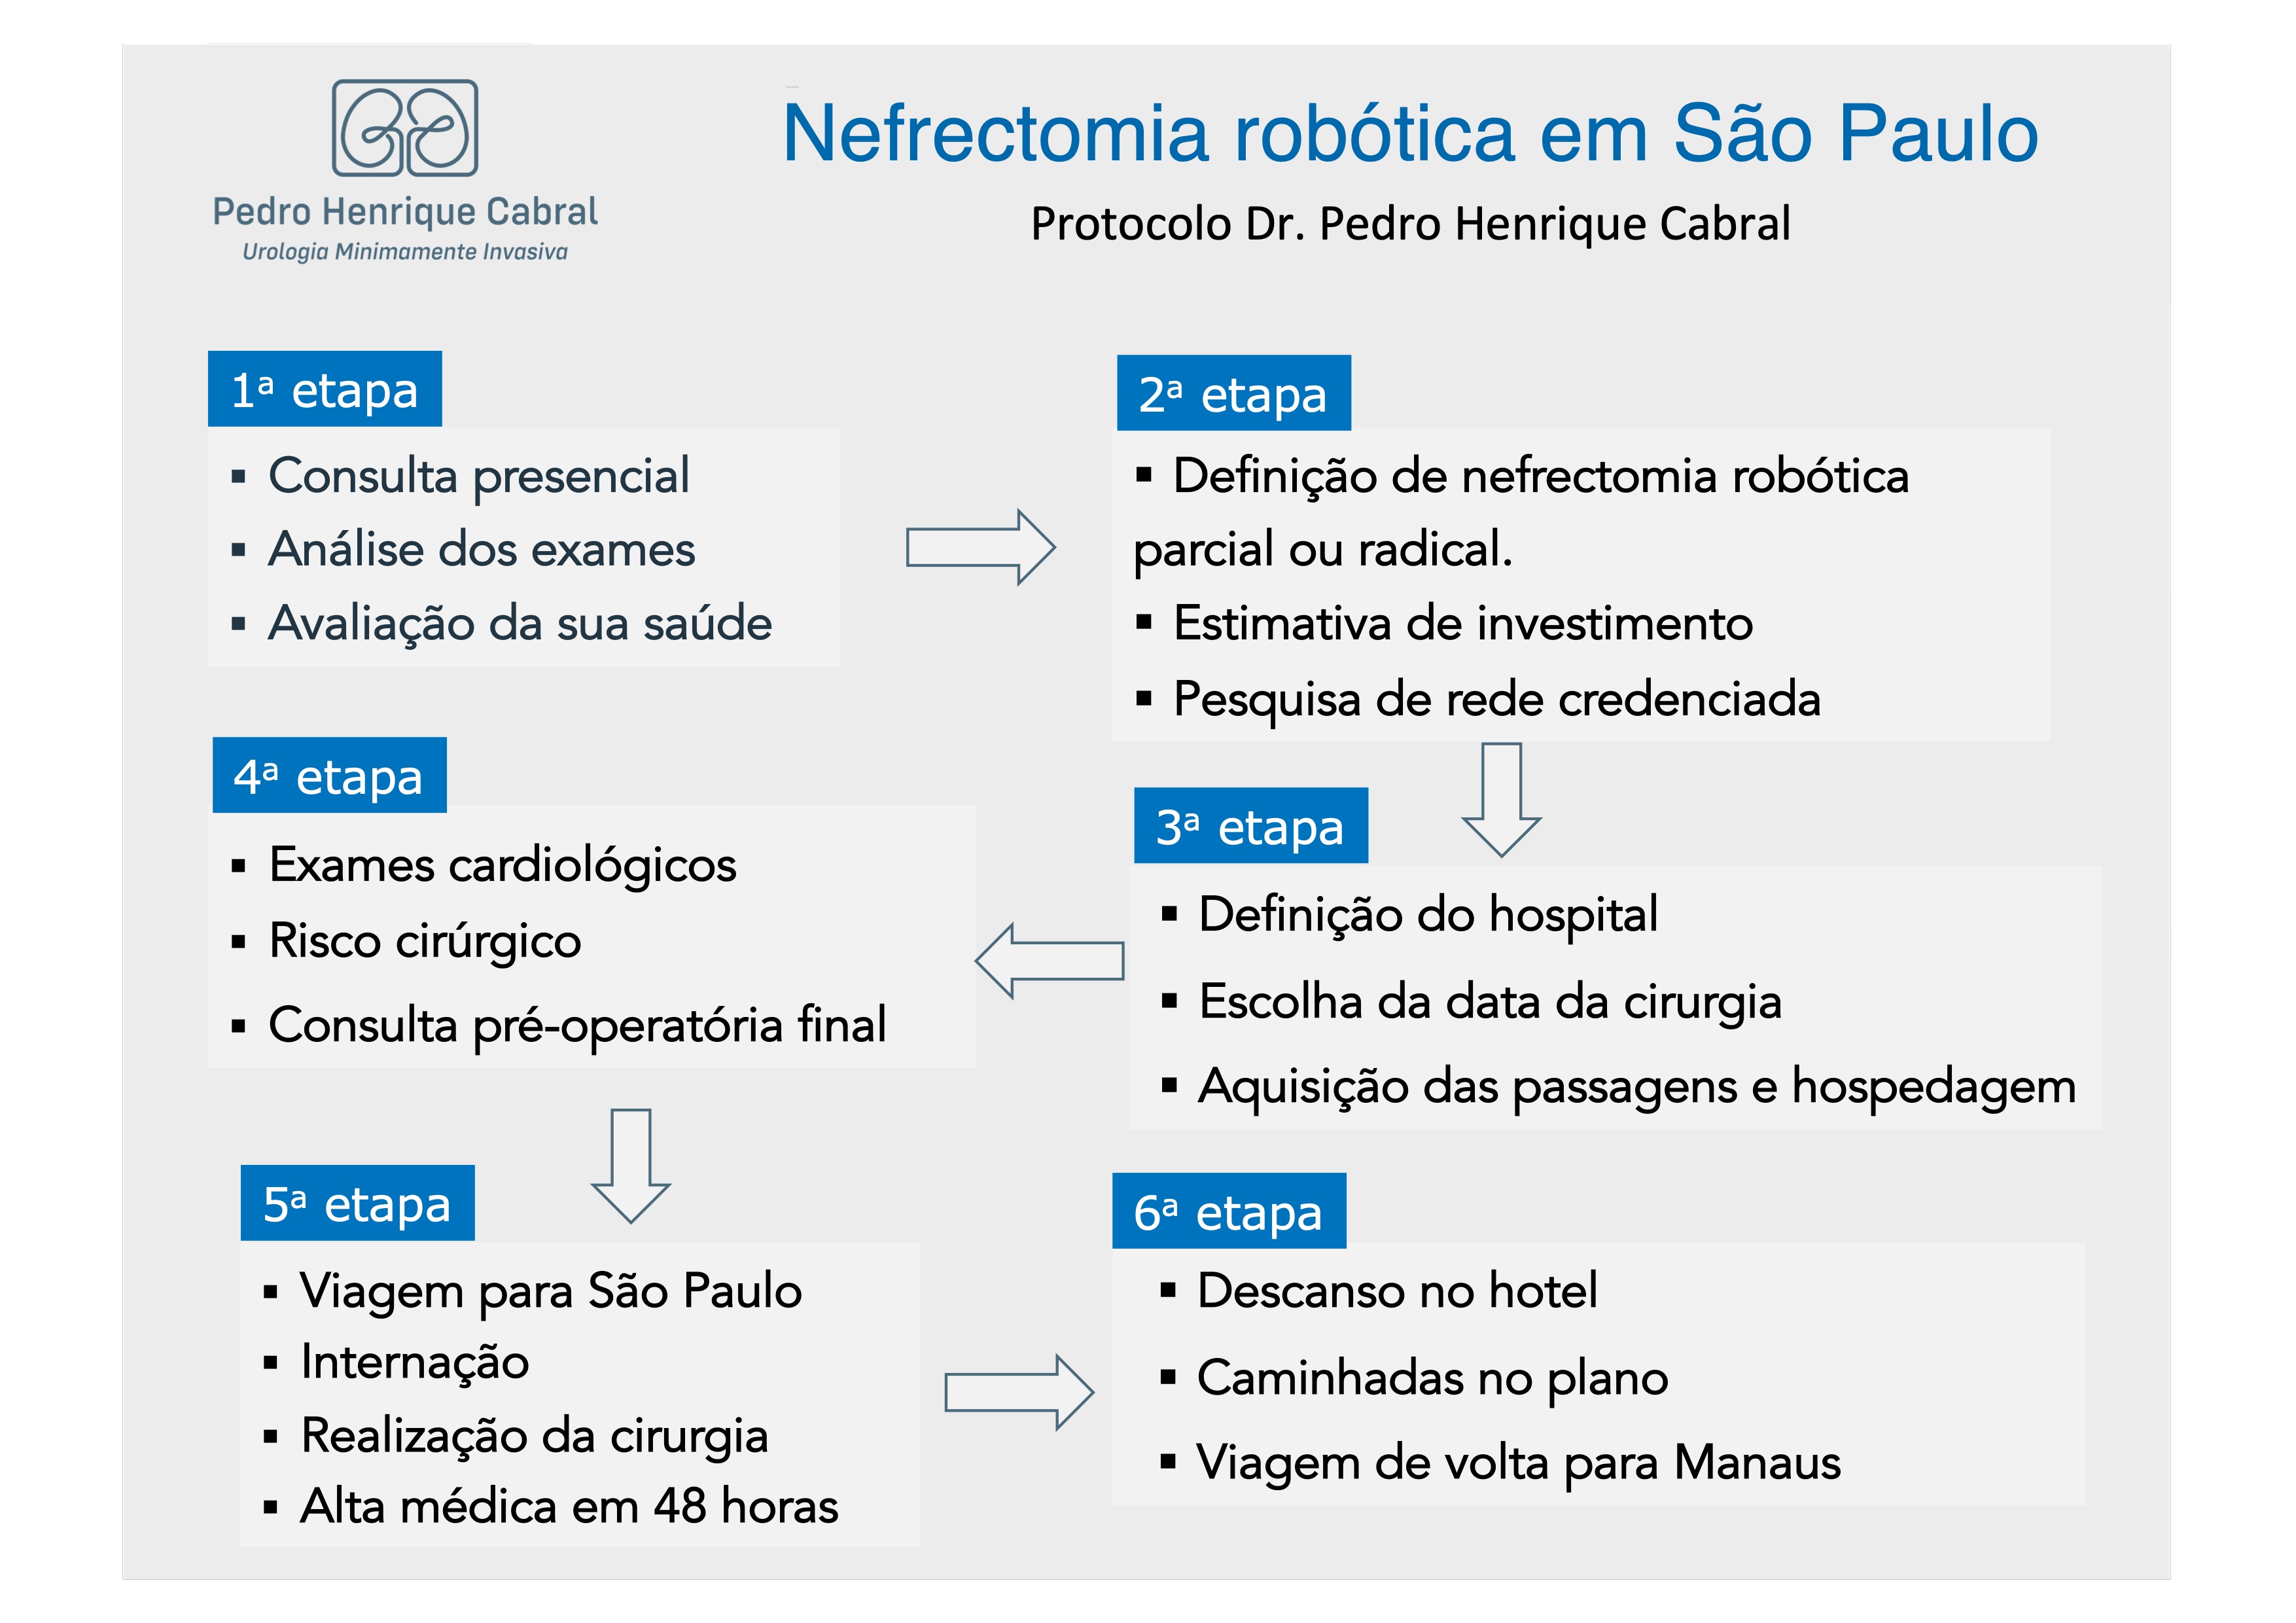 Pedro Henrique Cabral
Urologia Minimamente Invasiva
Nefrectomia robótica em São Paulo
Protocolo Dr. Pedro Henrique Cabral
1ª etapa
▪ Consulta presencial
▪ Análise dos exames
▪ Avaliação da sua saúde
2ª etapa
▪ Definição de nefrectomia robótica
parcial ou radical.
▪ Estimativa de investimento
▪ Pesquisa de rede credenciada
3ª etapa
▪ Definição do hospital
▪ Escolha da data da cirurgia
▪ Aquisição das passagens e hospedagem
4ª etapa
▪ Exames cardiológicos
▪ Risco cirúrgico
▪ Consulta pré-operatória final
5ª etapa
▪ Viagem para São Paulo
▪ Internação
▪ Realização da cirurgia
▪ Alta médica em 48 horas
6ª etapa
▪ Descanso no hotel
▪ Caminhadas no plano
▪ Viagem de volta para Manaus